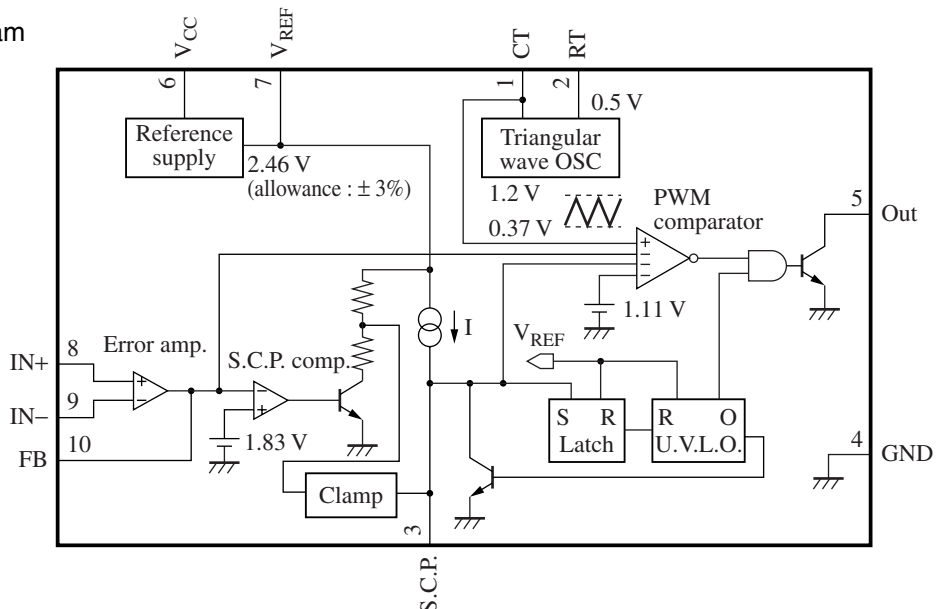 am
VCC
VREF
CT
RT
6
7
1
2
0.5 V
Reference
supply
Triangular
wave OSC
2.46 V
(allowance : ± 3%)
1.2 V
0.37 V
PWM
comparator
5
Out
+
−
−
−
1.11 V
I
VREF
IN+
8
Error amp.
S.C.P. comp.
IN−
9
+
−
−
+
FB
10
1.83 V
S R
Latch
R O
U.V.L.O.
4
GND
Clamp
3
S.C.P.